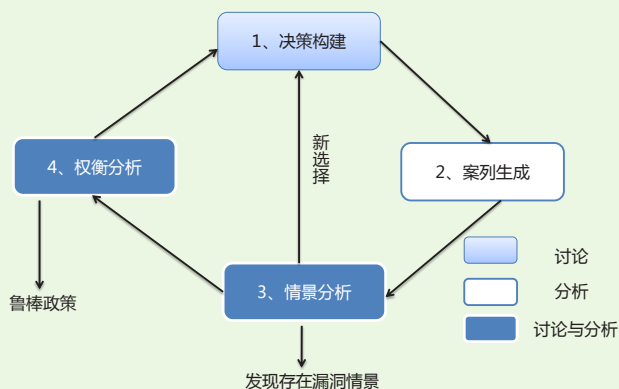 1、决策构建
新选择
4、权衡分析
2、案列生成
讨论
3、情景分析
分析
鲁棒政策
讨论与分析
发现存在漏洞情景